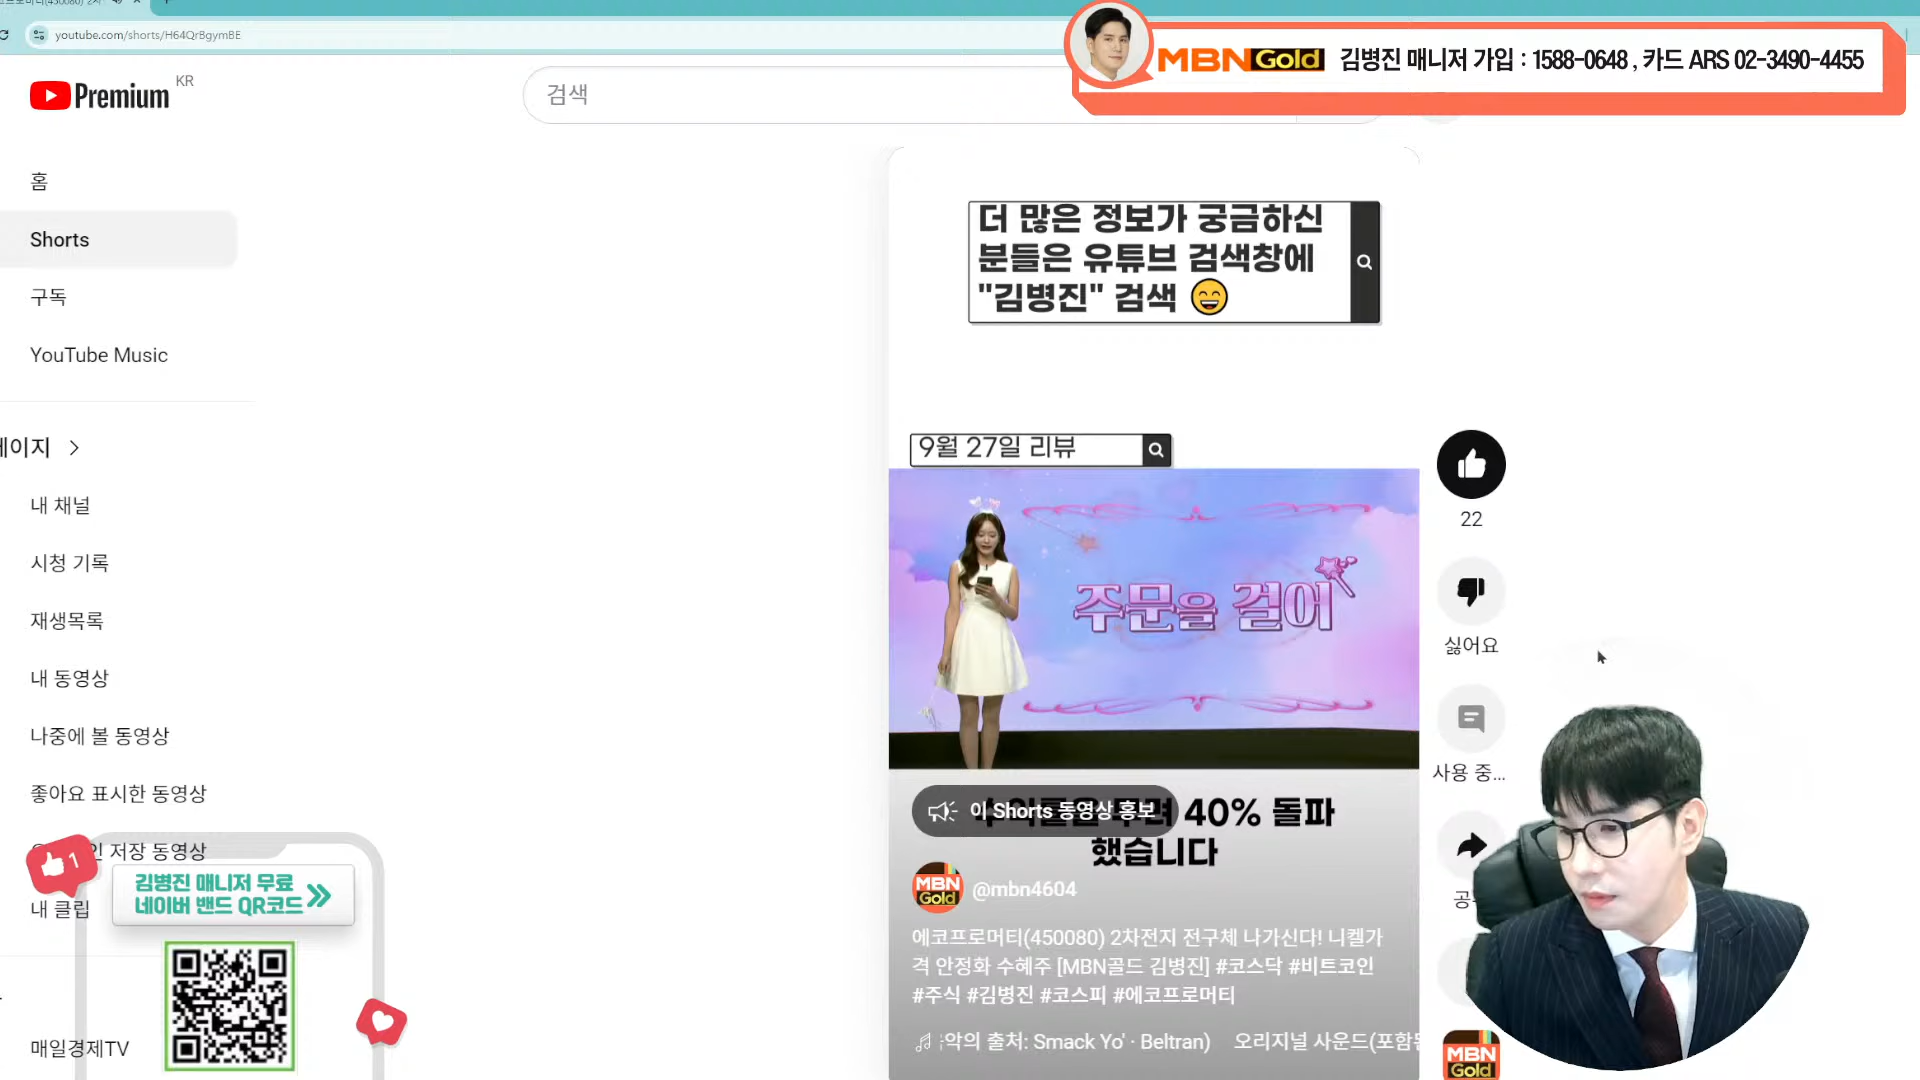 youtube.com/shorts/H64QrBgymBE
MBN Gold 김병진 매니저 가입 : 1588-0648 , 카드 ARS 02-3490-4455
Premium KR
검색
홈
Shorts
구독
YouTube Music
페이지
내 채널
시청 기록
재생목록
내 동영상
나중에 볼 동영상
좋아요 표시한 동영상
저장 동영상
내 클립
매일경제TV
1
김병진 매니저 무료
네이버 밴드 QR코드
더 많은 정보가 궁금하신
분들은 유튜브 검색창에
"김병진" 검색
9월 27일 리뷰
주문을 걸어
이 Shorts 동영상 홍보
40% 돌파
했습니다
MBN Gold
@mbn4604
에코프로머티(450080) 2차전지 전구체 나가신다! 니켈가
격 안정화 수혜주 [MBN골드 김병진] #코스닥 #비트코인
#주식 #김병진 #코스피 #에코프로머티
악의 출처: Smack Yo' · Beltran) 오리지널 사운드(포함된
22
싫어요
사용 중...
MBN Gold